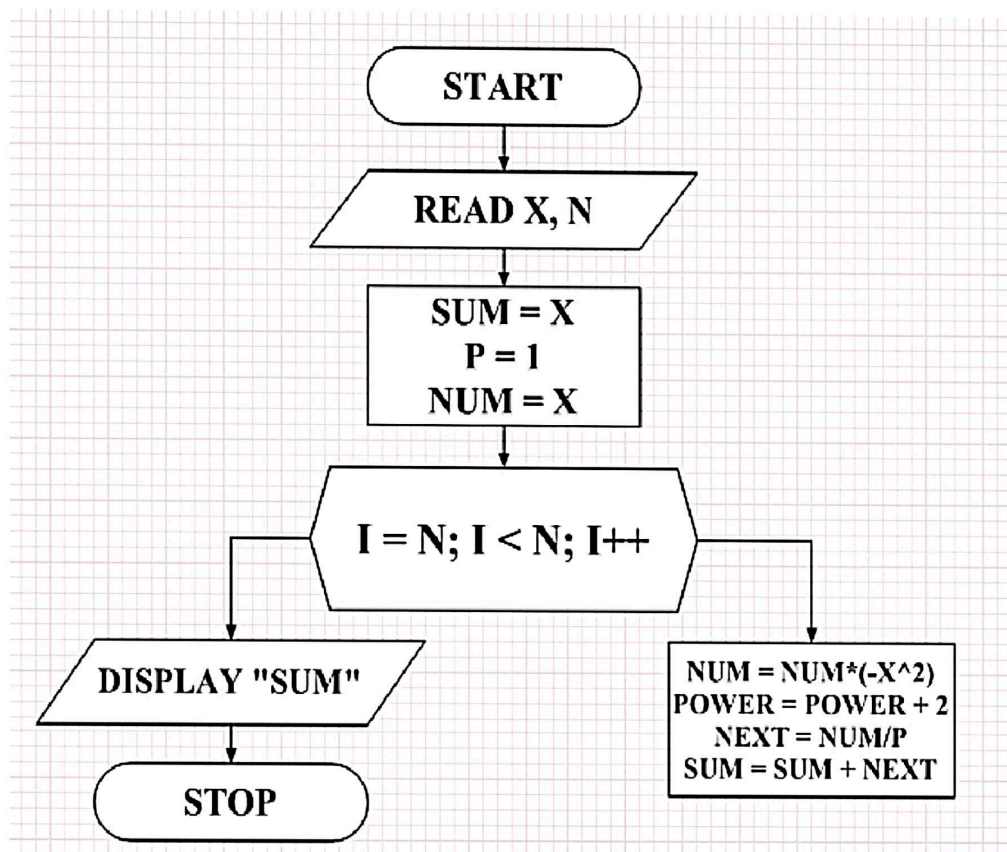 START
READ X, N
SUM = X
P = 1
NUM = X
I = N; I < N; I++
DISPLAY "SUM"
STOP
NUM = NUM*(-X^2)
POWER = POWER + 2
NEXT = NUM/P
SUM = SUM + NEXT